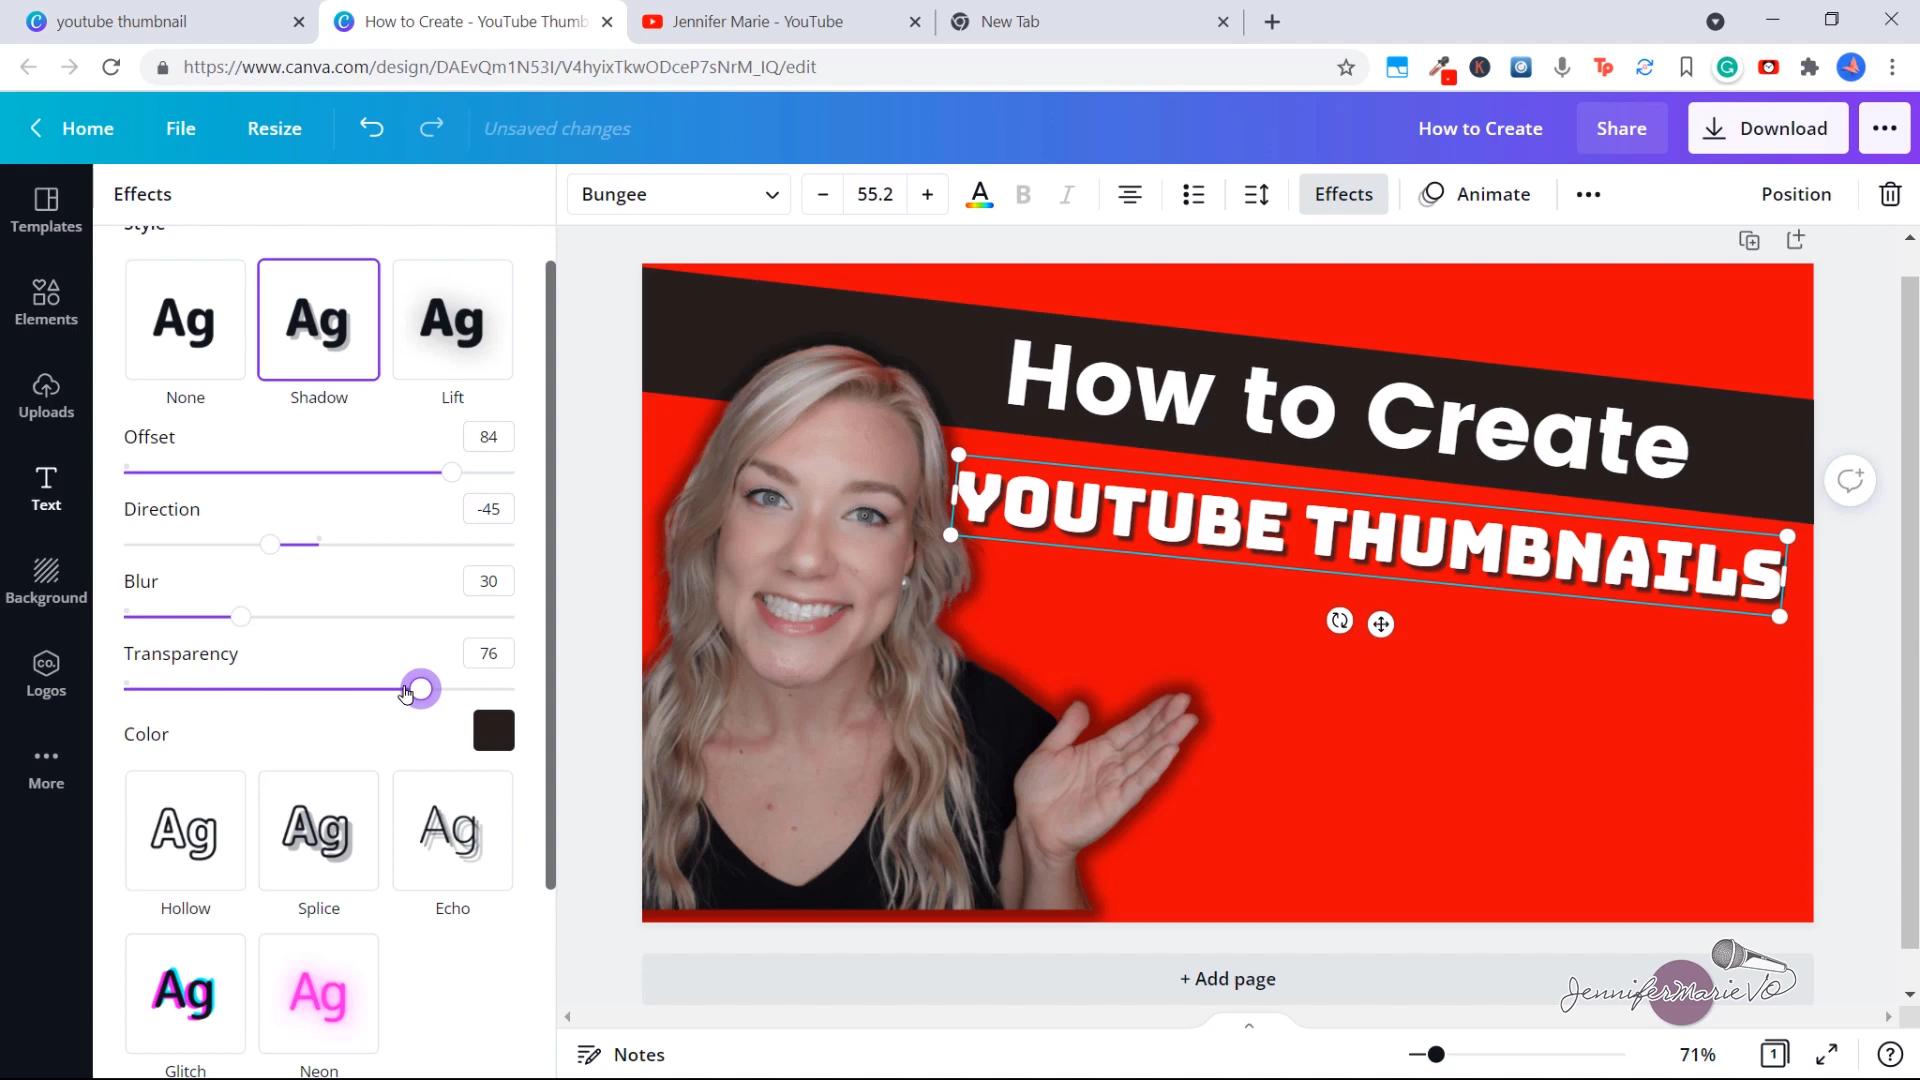 youtube thumbnail
How to Create - YouTube Thumb
Jennifer Marie - YouTube
New Tab
https://www.canva.com/design/DAEvQm1N53I/V4hyixTkwODceP7sNrM_IQ/edit
Home
File
Resize
Unsaved changes
How to Create
Share
Download
Effects
Bungee
55.2
A
B
I
Effects
Animate
Position
Templates
Elements
Uploads
Text
Background
CO.
Logos
More
Style
Ag
Ag
Ag
None
Shadow
Lift
Offset
84
Direction
-45
Blur
30
Transparency
76
Color
Ag
Ag
Ag
Hollow
Splice
Echo
Ag
Ag
Glitch
Neon
How to Create
YOUTUBE THUMBNAILS
+ Add page
JenniferMarieVO
Notes
71%
1